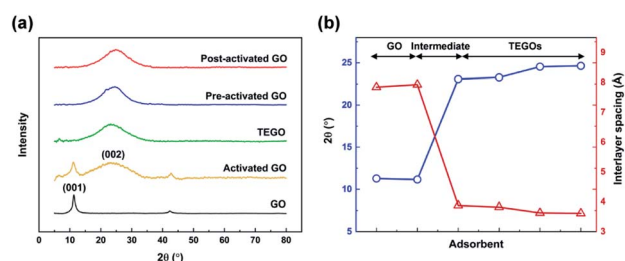 (a)
Post-activated GO
Pre-activated GO
TEGO
(002)
Activated GO
(001)
GO
Intensity
0 10 20 30 40 50 60 70 80
2θ (°)
(b)
GO Intermediate TEGOs
25
20
15
10
5
2θ (°)
9
8
7
6
5
4
3
Interlayer spacing (Å)
Adsorbent